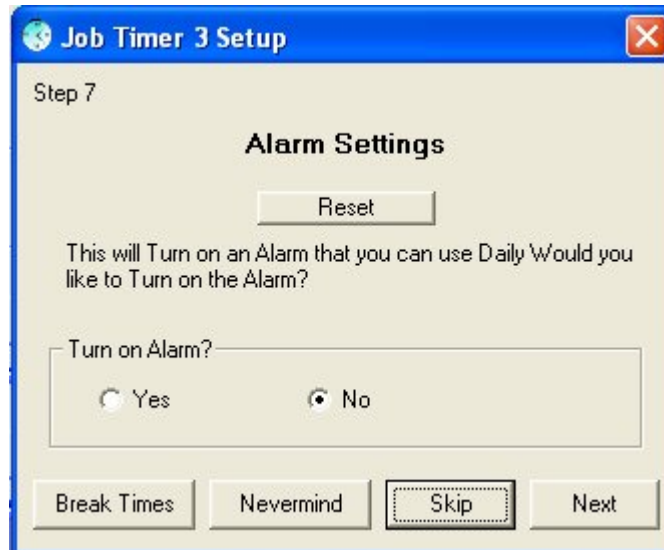 Job Timer 3 Setup
Step 7
Alarm Settings
Reset
This will Turn on an Alarm that you can use Daily Would you
like to Turn on the Alarm?
Turn on Alarm?
Yes No
Break Times Nevermind Skip Next